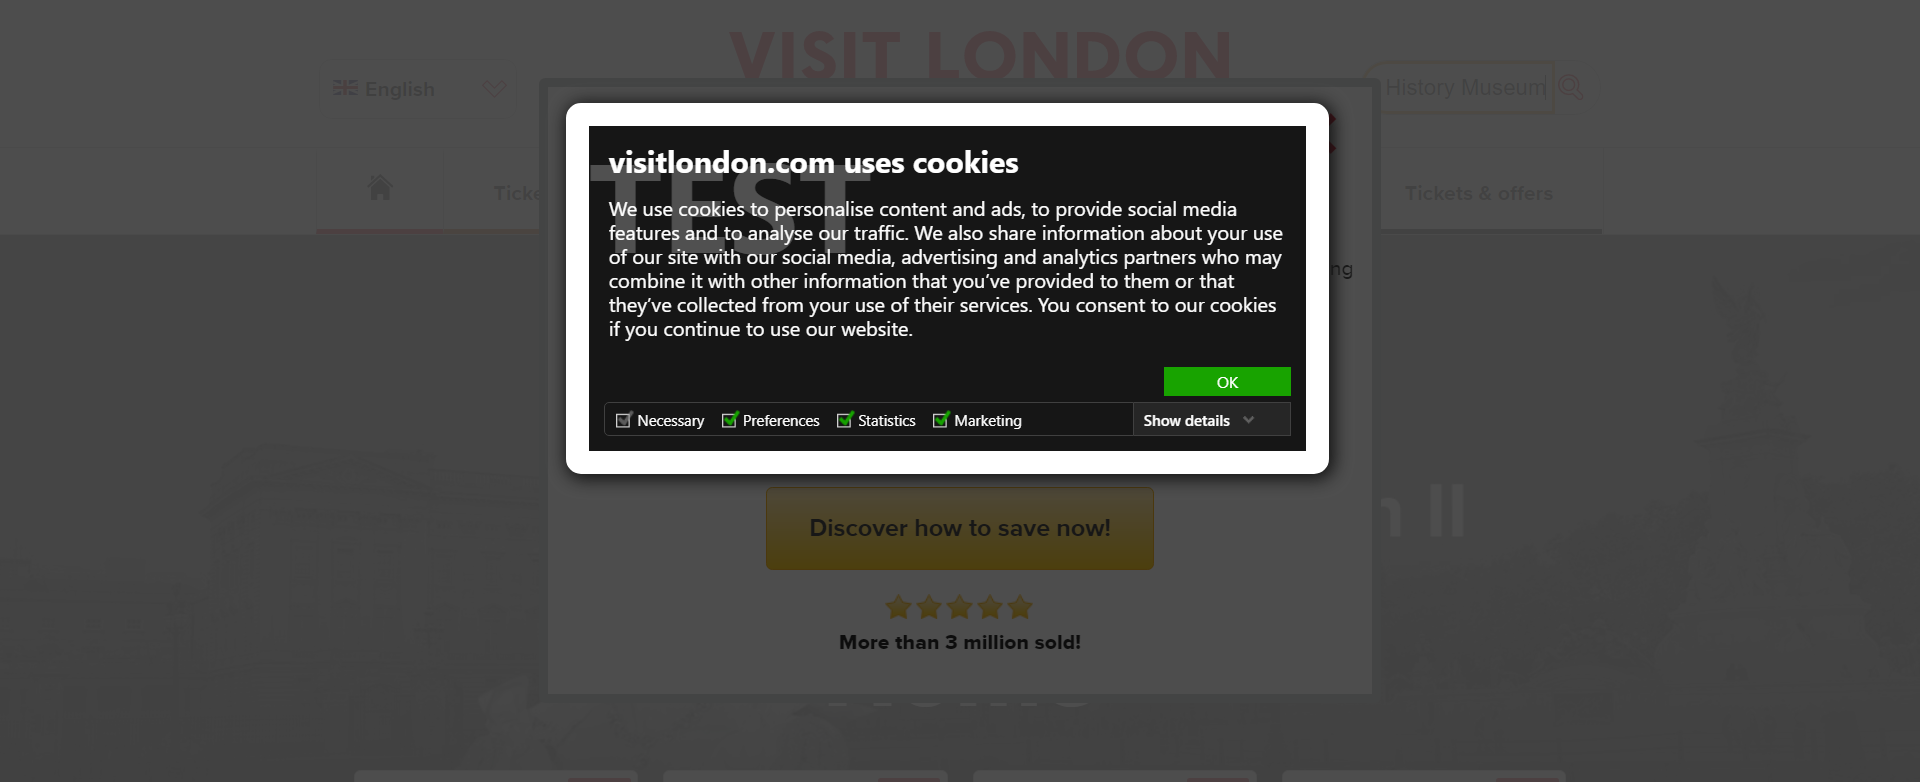 VISIT LONDON
English
History Museum
Tickets & offers
visitlondon.com uses cookies
TEST
We use cookies to personalise content and ads, to provide social media
features and to analyse our traffic. We also share information about your use
of our site with our social media, advertising and analytics partners who may
combine it with other information that you've provided to them or that
they've collected from your use of their services. You consent to our cookies
if you continue to use our website.
OK
Necessary Preferences Statistics Marketing Show details
Discover how to save now!
More than 3 million sold!